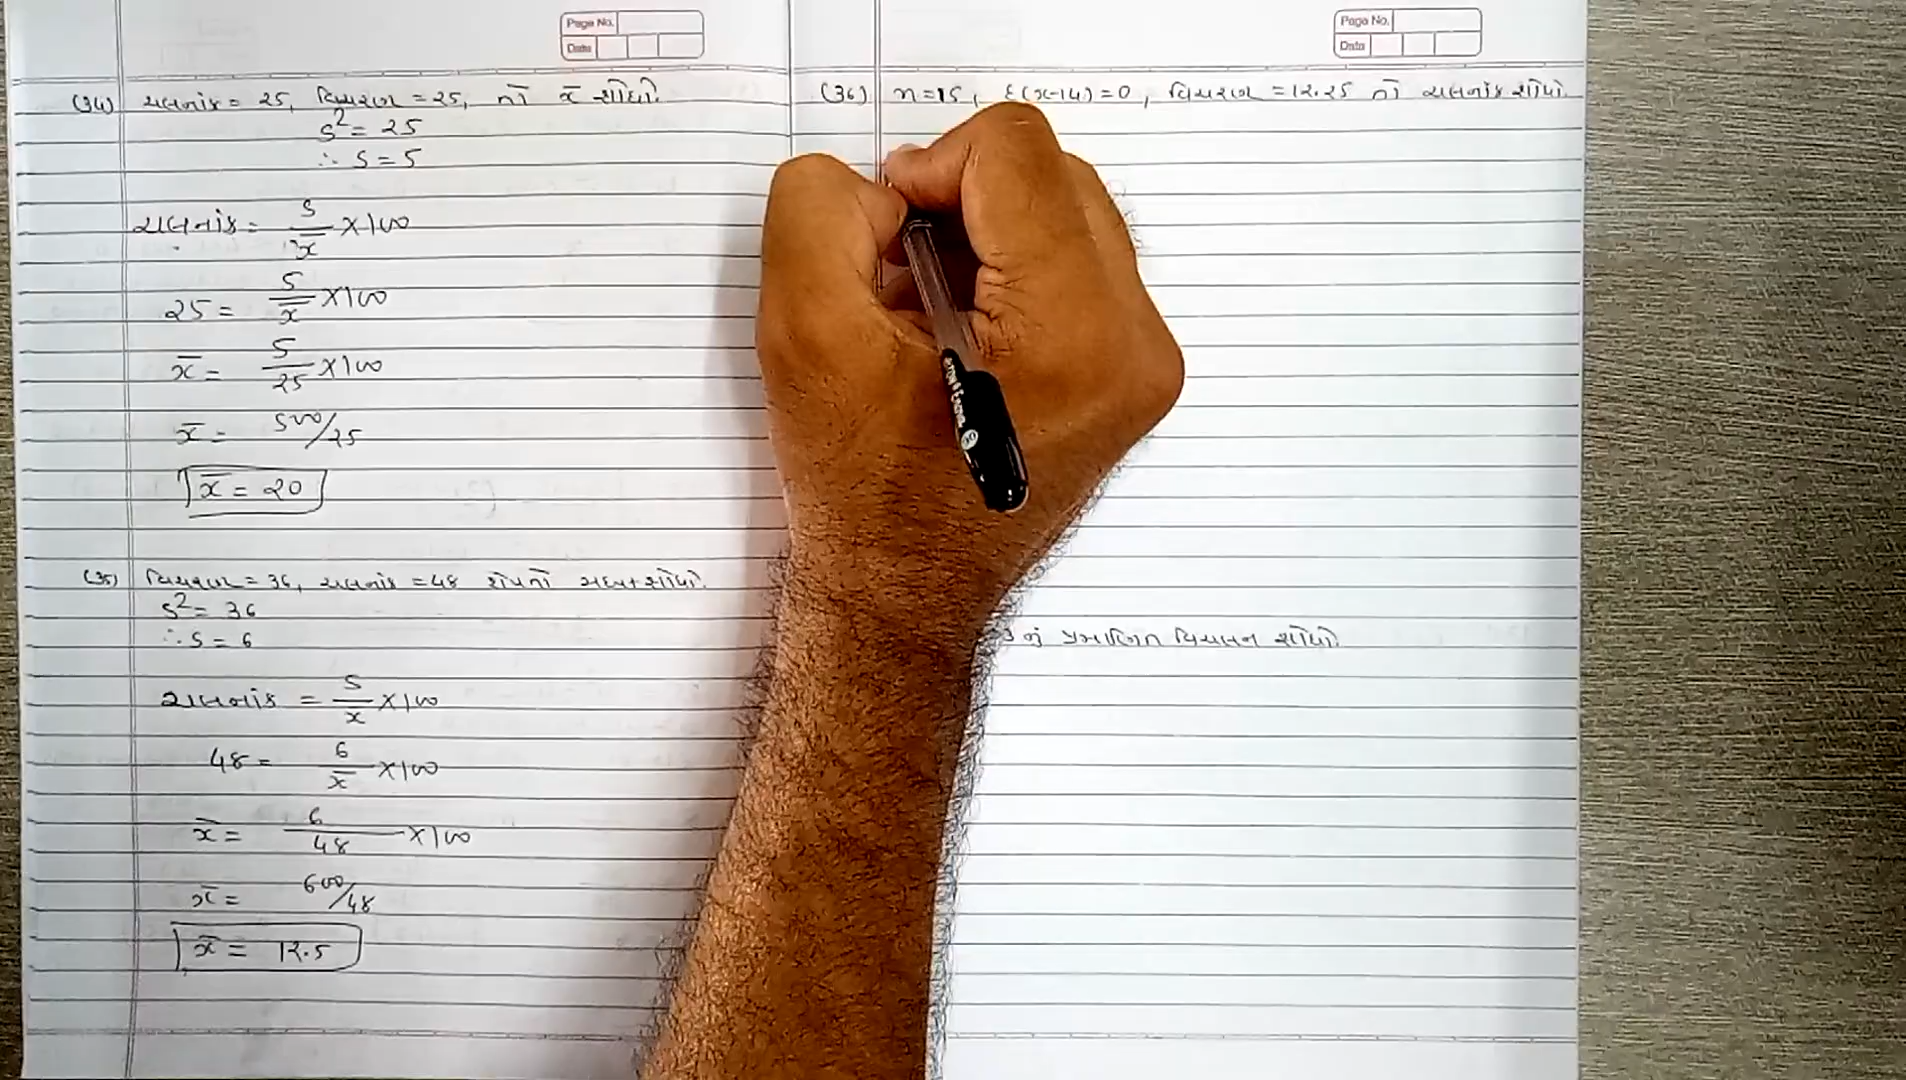 Page No.
Date
(34) ચલનાંક = 25, વિચરણ = 25, તો x̄ શોધો.
s² = 25
∴ s = 5
ચલનાંક = s/x̄ × 100
25 = 5/x̄ × 100
x̄ = 5/25 × 100
x̄ = 500/25
x̄ = 20
(35) વિચરણ = 36, ચલનાંક = 48 હોય તો મધ્યક શોધો.
s² = 36
∴ s = 6
ચલનાંક = s/x × 100
48 = 6/x̄ × 100
x̄ = 6/48 × 100
x̄ = 600/48
x̄ = 12.5
Page No.
Date
(36) n = 15, Σ(x-14) = 0, વિચરણ = 12.25 તો ચલનાંક શોધો.
નું પ્રમાણિત વિચલન શોધો.